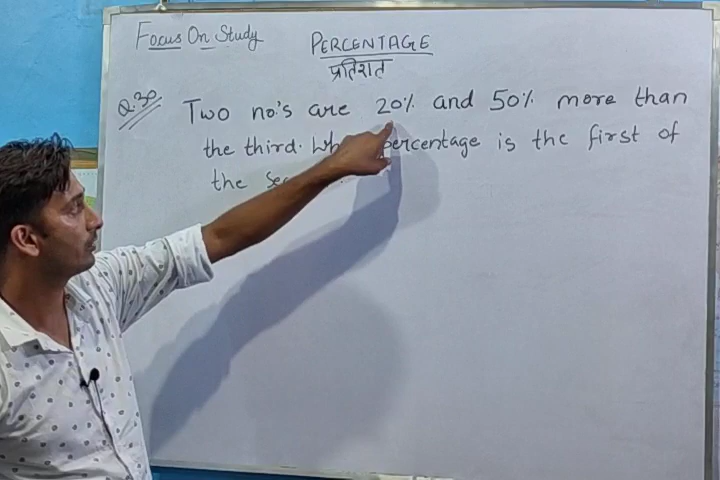 Focus On Study
PERCENTAGE
प्रतिशत
Q.30
Two no.'s are 20% and 50% more than
the third. percentage is the first of
the